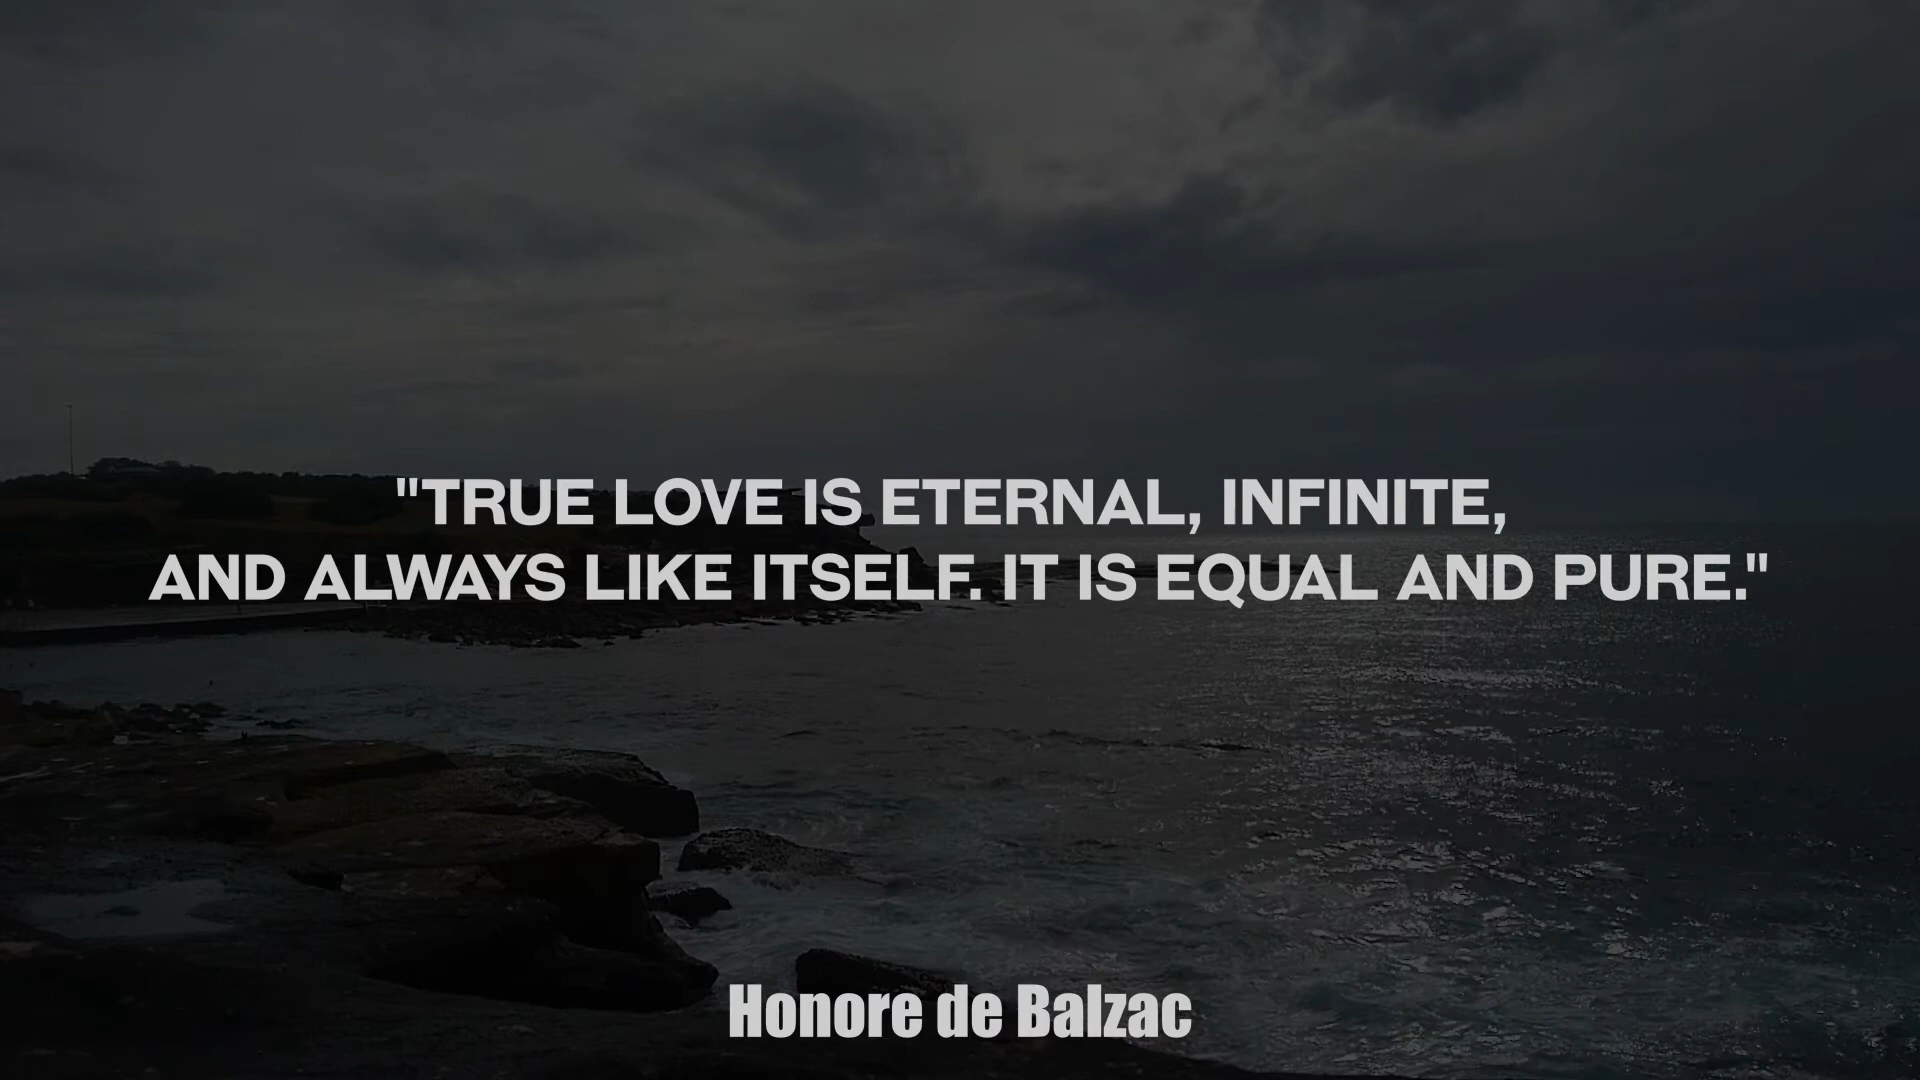 "TRUE LOVE IS ETERNAL, INFINITE,
AND ALWAYS LIKE ITSELF. IT IS EQUAL AND PURE."
Honore de Balzac